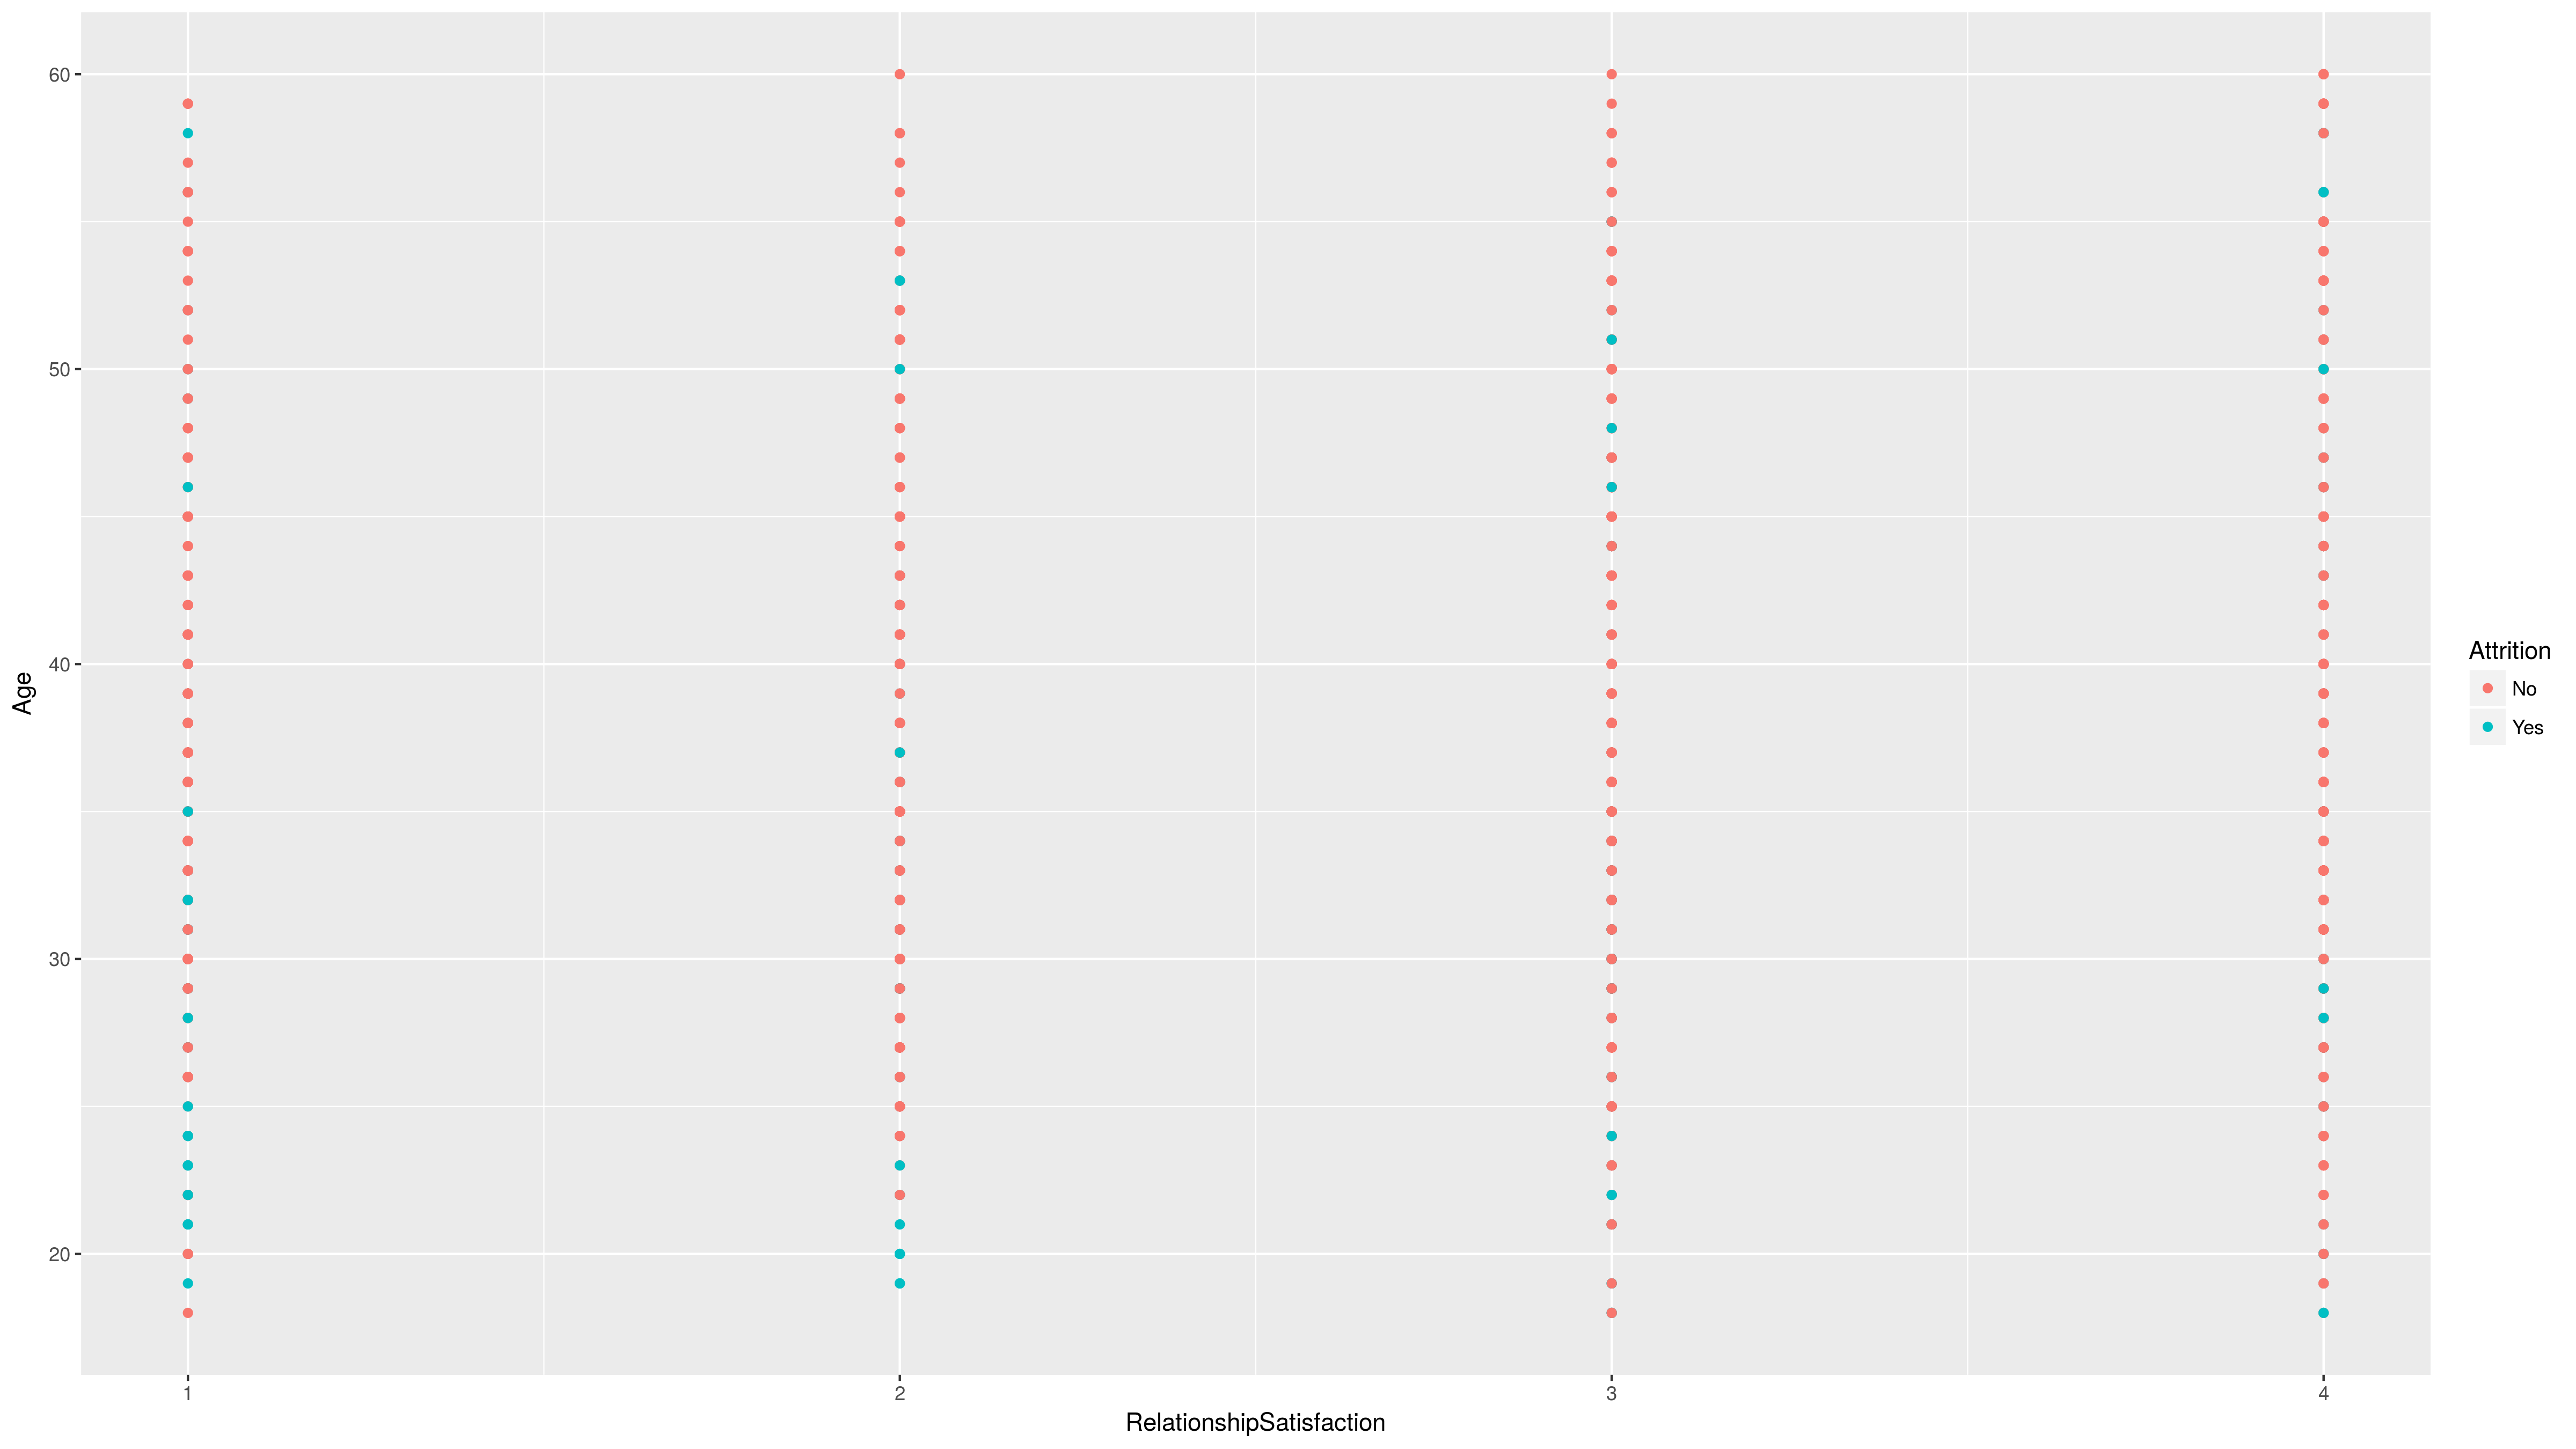 60
50
40
30
20
Age
1 2 3 4
RelationshipSatisfaction
Attrition
No
Yes